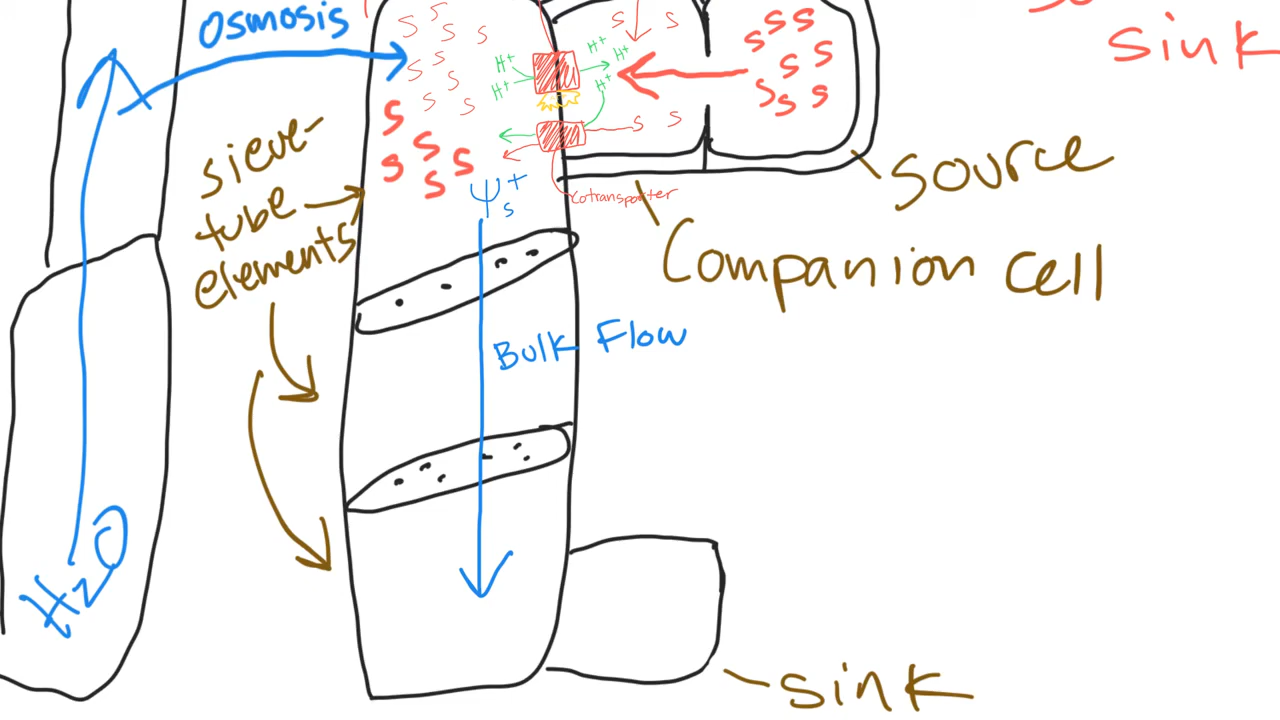 Osmosis
sink
s s s s s s s s s
s s s s s
s s s s s s s s s
s s s s
H+ H+
H+ H+
H+
sieve-
tube
elements
Ψs+
cotransporter
source
Companion cell
Bulk Flow
H2O
sink